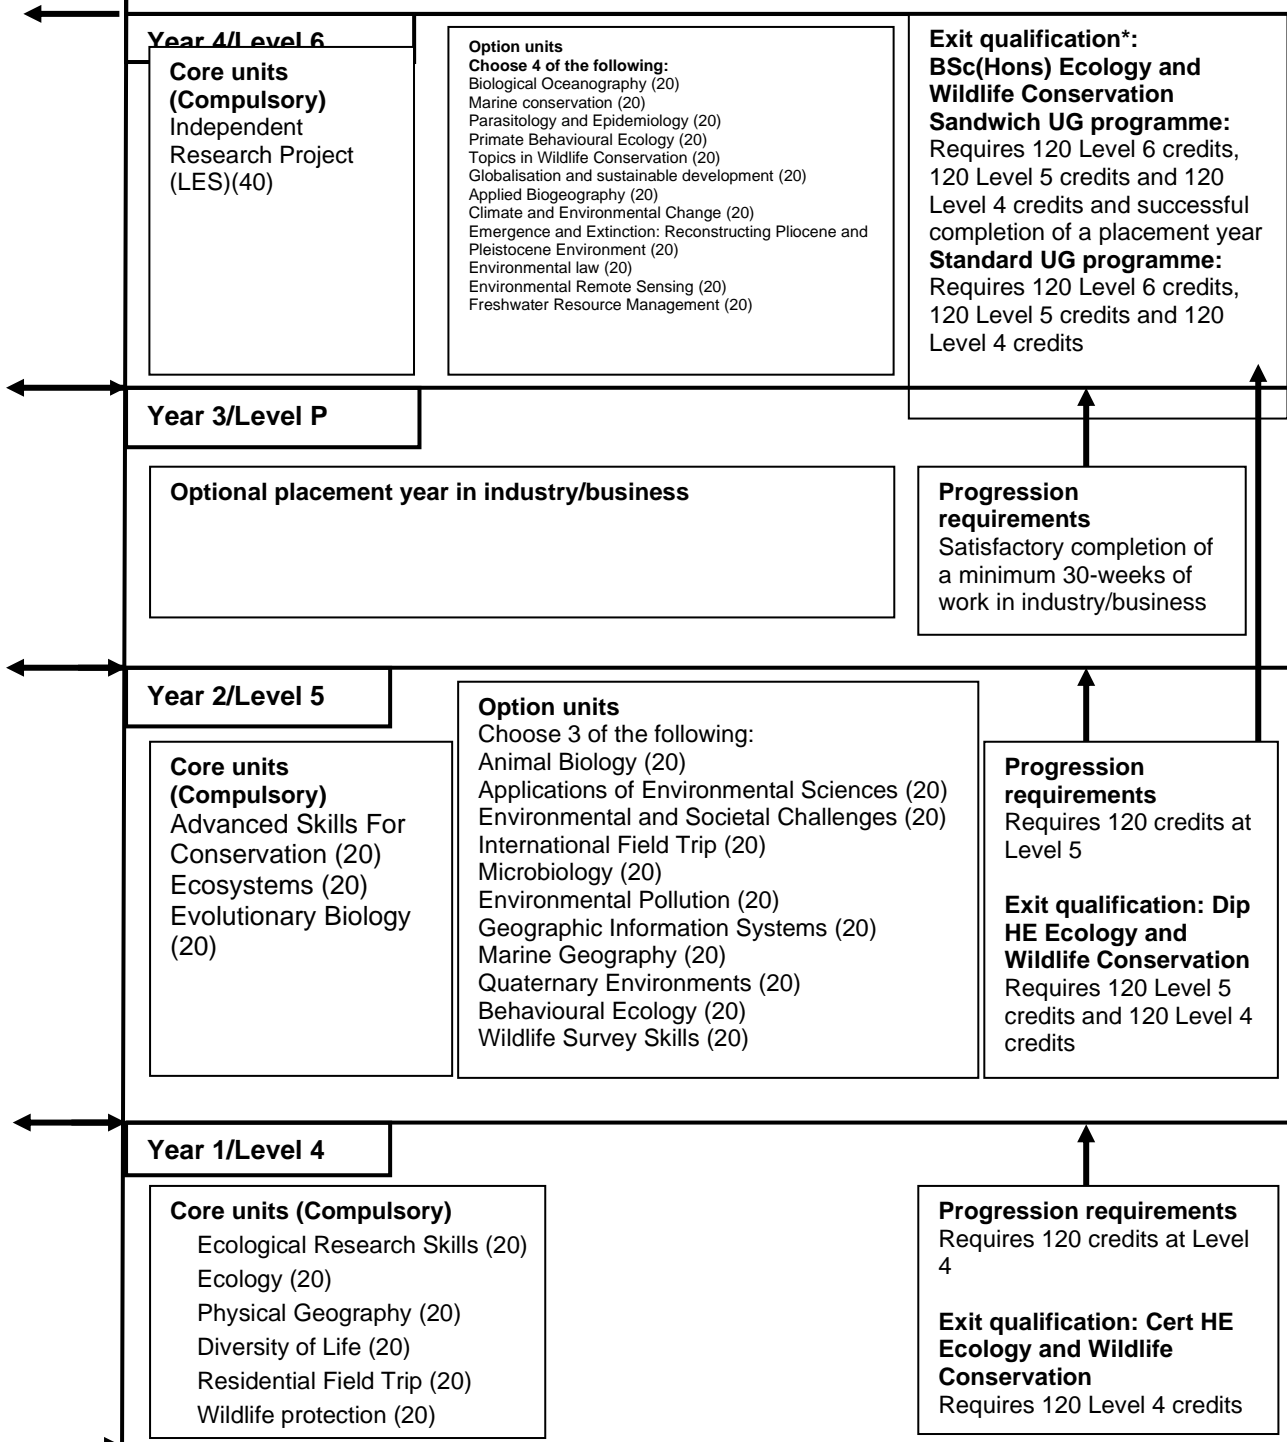 Year 4/Level 6
Core units
(Compulsory)
Independent
Research Project
(LES)(40)
Option units
Choose 4 of the following:
Biological Oceanography (20)
Marine conservation (20)
Parasitology and Epidemiology (20)
Primate Behavioural Ecology (20)
Topics in Wildlife Conservation (20)
Globalisation and sustainable development (20)
Applied Biogeography (20)
Climate and Environmental Change (20)
Emergence and Extinction: Reconstructing Pliocene and
Pleistocene Environment (20)
Environmental law (20)
Environmental Remote Sensing (20)
Freshwater Resource Management (20)
Exit qualification*:
BSc(Hons) Ecology and
Wildlife Conservation
Sandwich UG programme:
Requires 120 Level 6 credits,
120 Level 5 credits and 120
Level 4 credits and successful
completion of a placement year
Standard UG programme:
Requires 120 Level 6 credits,
120 Level 5 credits and 120
Level 4 credits
Year 3/Level P
Optional placement year in industry/business
Progression
requirements
Satisfactory completion of
a minimum 30-weeks of
work in industry/business
Year 2/Level 5
Core units
(Compulsory)
Advanced Skills For
Conservation (20)
Ecosystems (20)
Evolutionary Biology
(20)
Option units
Choose 3 of the following:
Animal Biology (20)
Applications of Environmental Sciences (20)
Environmental and Societal Challenges (20)
International Field Trip (20)
Microbiology (20)
Environmental Pollution (20)
Geographic Information Systems (20)
Marine Geography (20)
Quaternary Environments (20)
Behavioural Ecology (20)
Wildlife Survey Skills (20)
Progression
requirements
Requires 120 credits at
Level 5
Exit qualification: Dip
HE Ecology and
Wildlife Conservation
Requires 120 Level 5
credits and 120 Level 4
credits
Year 1/Level 4
Core units (Compulsory)
Ecological Research Skills (20)
Ecology (20)
Physical Geography (20)
Diversity of Life (20)
Residential Field Trip (20)
Wildlife protection (20)
Progression requirements
Requires 120 credits at Level
4
Exit qualification: Cert HE
Ecology and Wildlife
Conservation
Requires 120 Level 4 credits